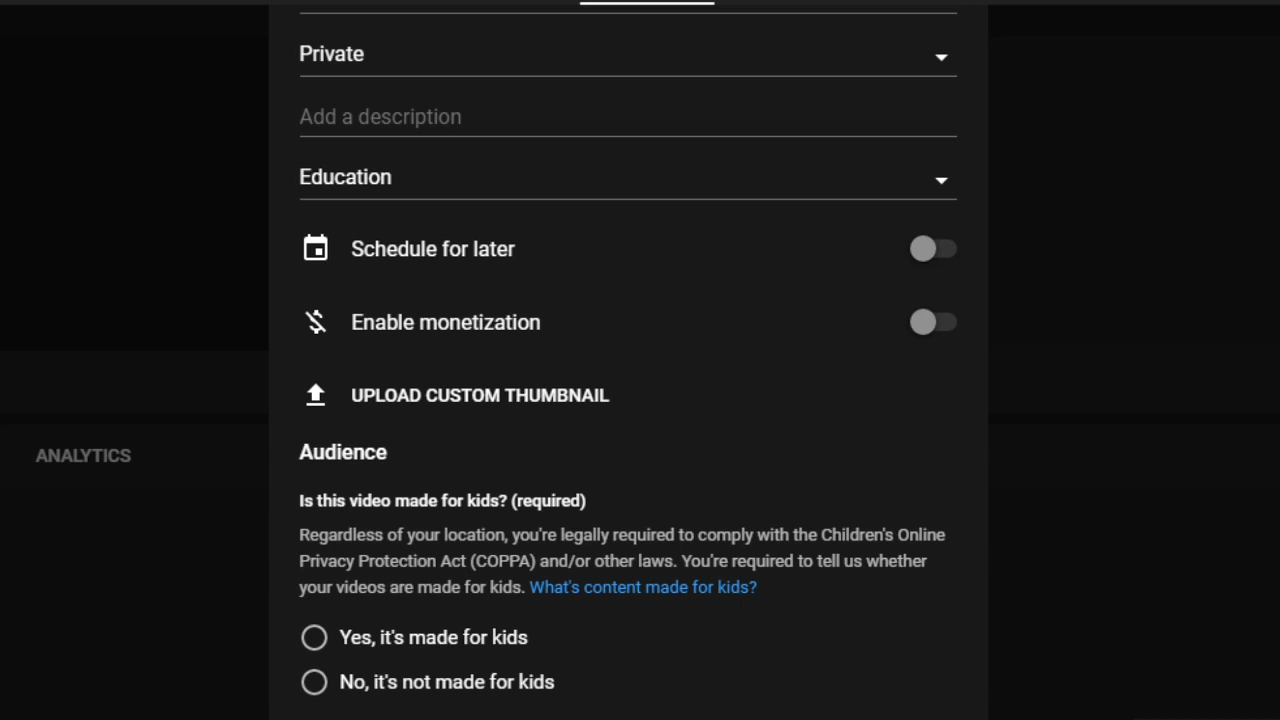 Private
Add a description
Education
Schedule for later
Enable monetization
UPLOAD CUSTOM THUMBNAIL
ANALYTICS
Audience
Is this video made for kids? (required)
Regardless of your location, you're legally required to comply with the Children's Online
Privacy Protection Act (COPPA) and/or other laws. You're required to tell us whether
your videos are made for kids. What's content made for kids?
Yes, it's made for kids
No, it's not made for kids